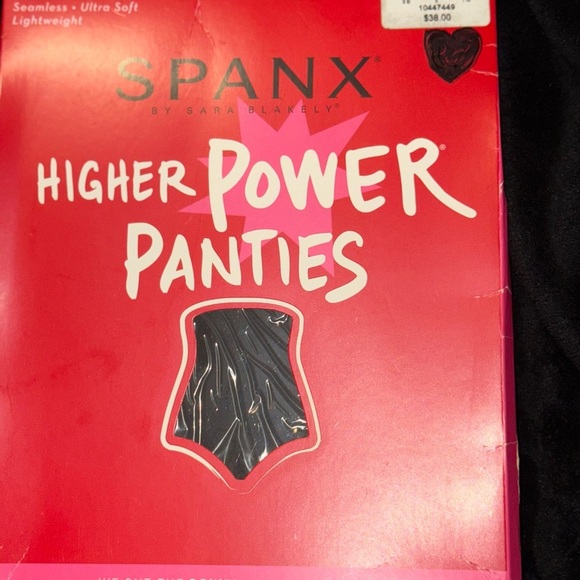 Seamless • Ultra Soft
Lightweight
10447449
$38.00
SPANX®
BY SARA BLAKELY®
HIGHER POWER®
PANTIES